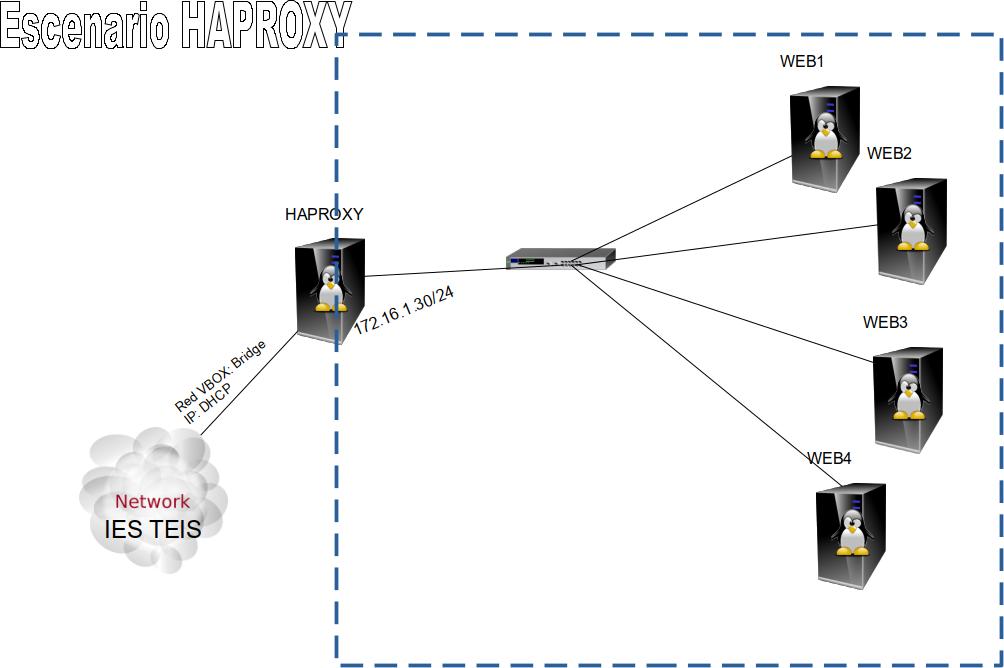 Escenario HAPROXY
WEB1
WEB2
HAPROXY
172.16.1.30/24
WEB3
Red VBOX: Bridge
IP: DHCP
WEB4
Network
IES TEIS